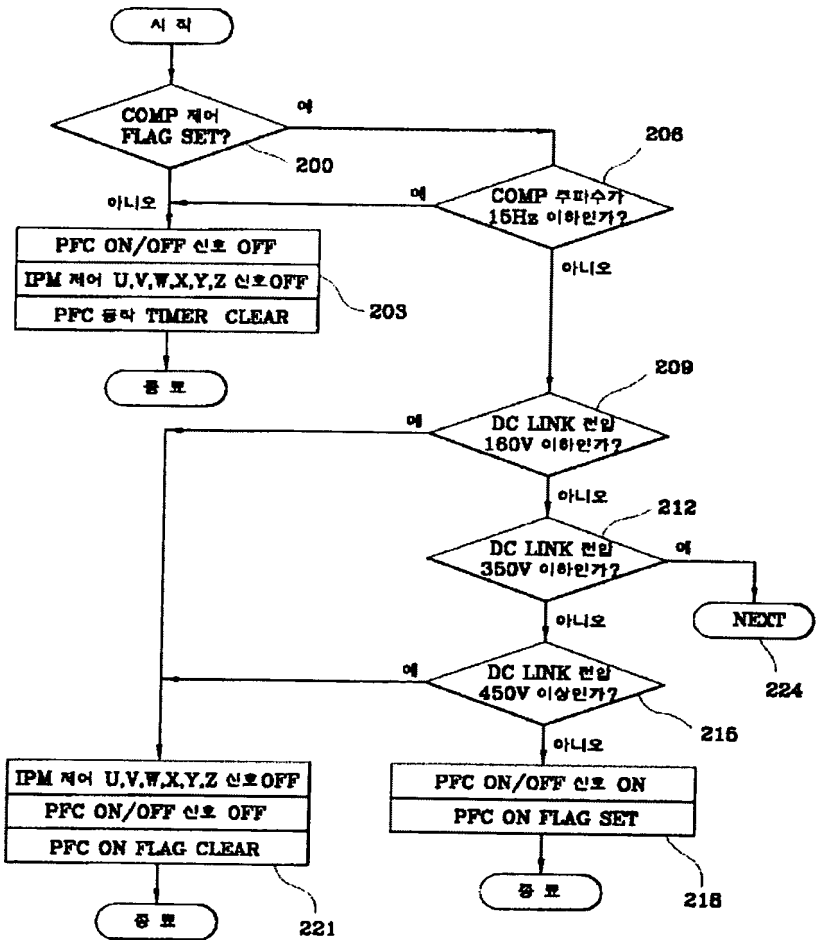 시 작
COMP 제어
FLAG SET?
예
200
아니오
206
COMP 주파수가
15Hz 이하인가?
예
아니오
PFC ON/OFF 신호 OFF
IPM 제어 U,V,W,X,Y,Z 신호OFF
PFC 동작 TIMER CLEAR
203
종 료
209
DC LINK 전압
160V 이하인가?
예
아니오
212
DC LINK 전압
350V 이하인가?
예
아니오
NEXT
224
DC LINK 전압
450V 이상인가?
예
215
아니오
IPM 제어 U,V,W,X,Y,Z 신호OFF
PFC ON/OFF 신호 OFF
PFC ON FLAG CLEAR
221
종 료
PFC ON/OFF 신호 ON
PFC ON FLAG SET
218
종 료